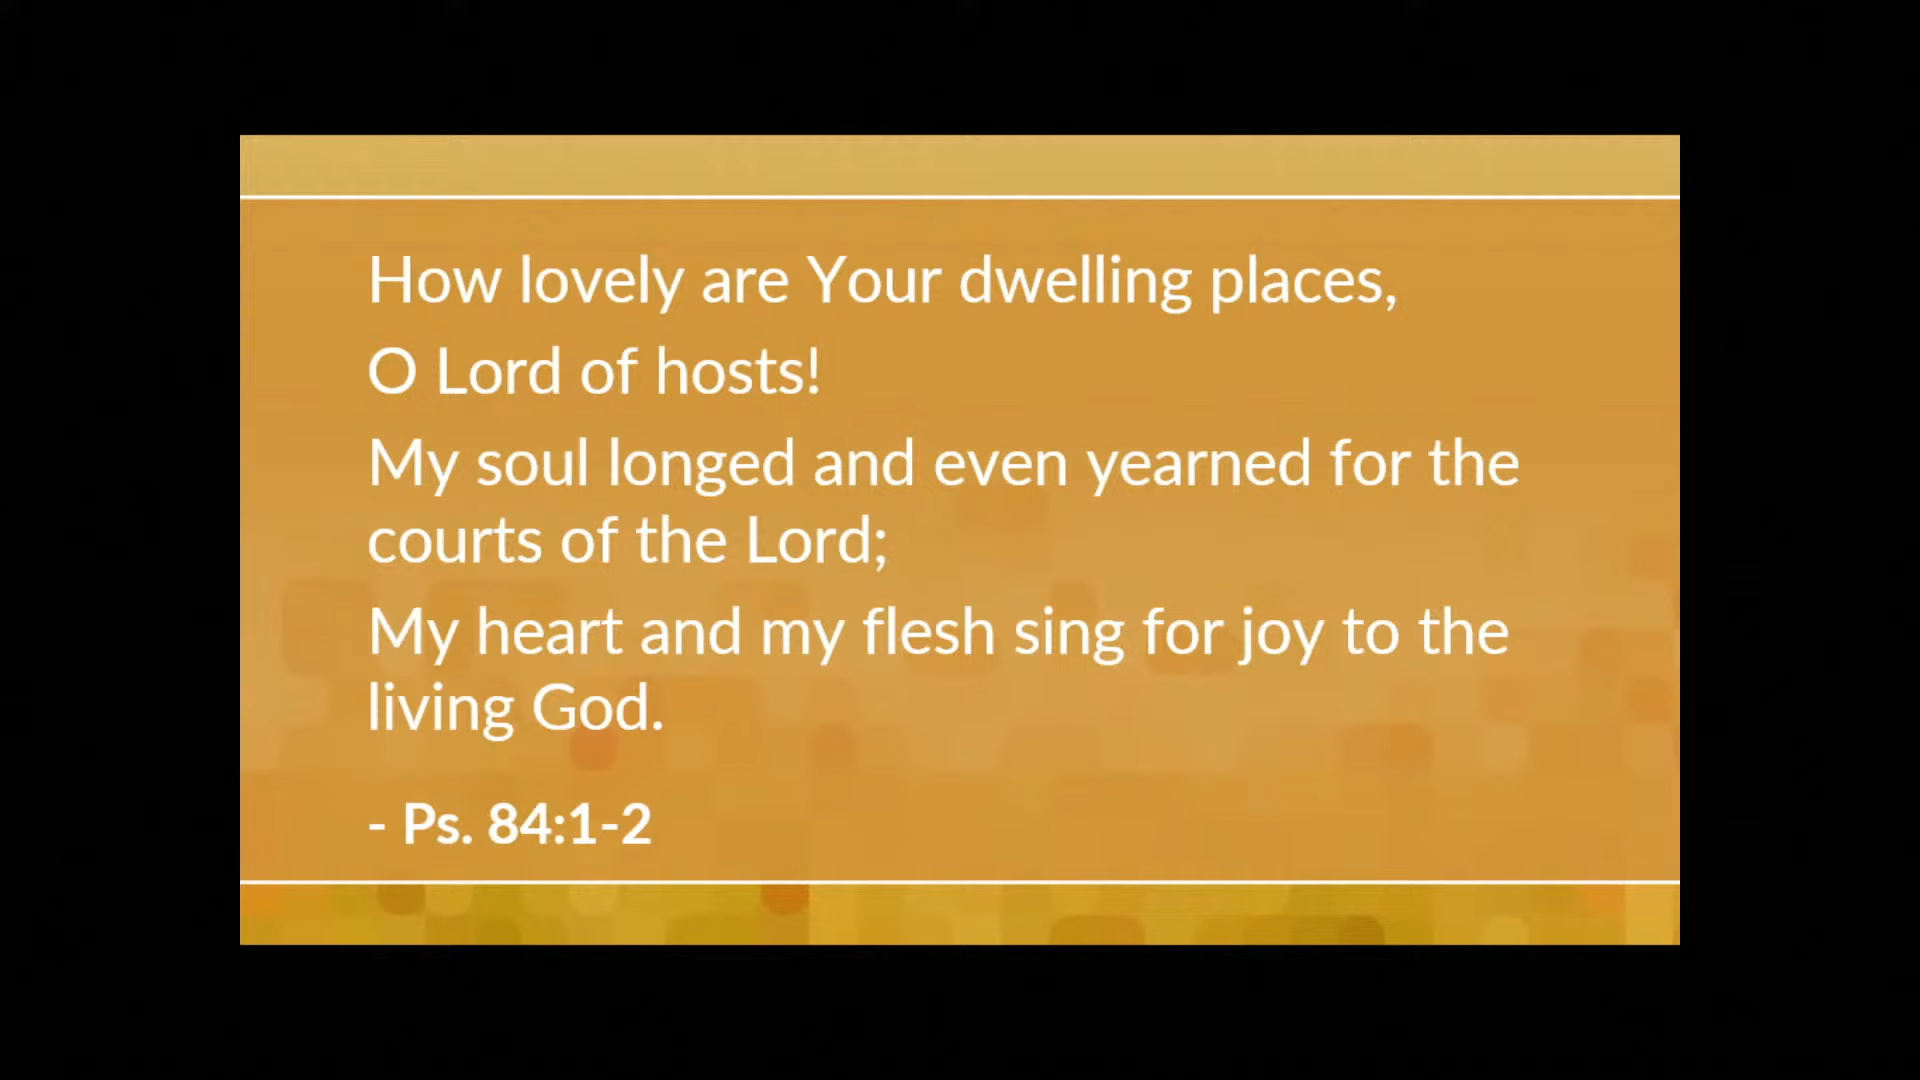 How lovely are Your dwelling places,
O Lord of hosts!
My soul longed and even yearned for the
courts of the Lord;
My heart and my flesh sing for joy to the
living God.
- Ps. 84:1-2